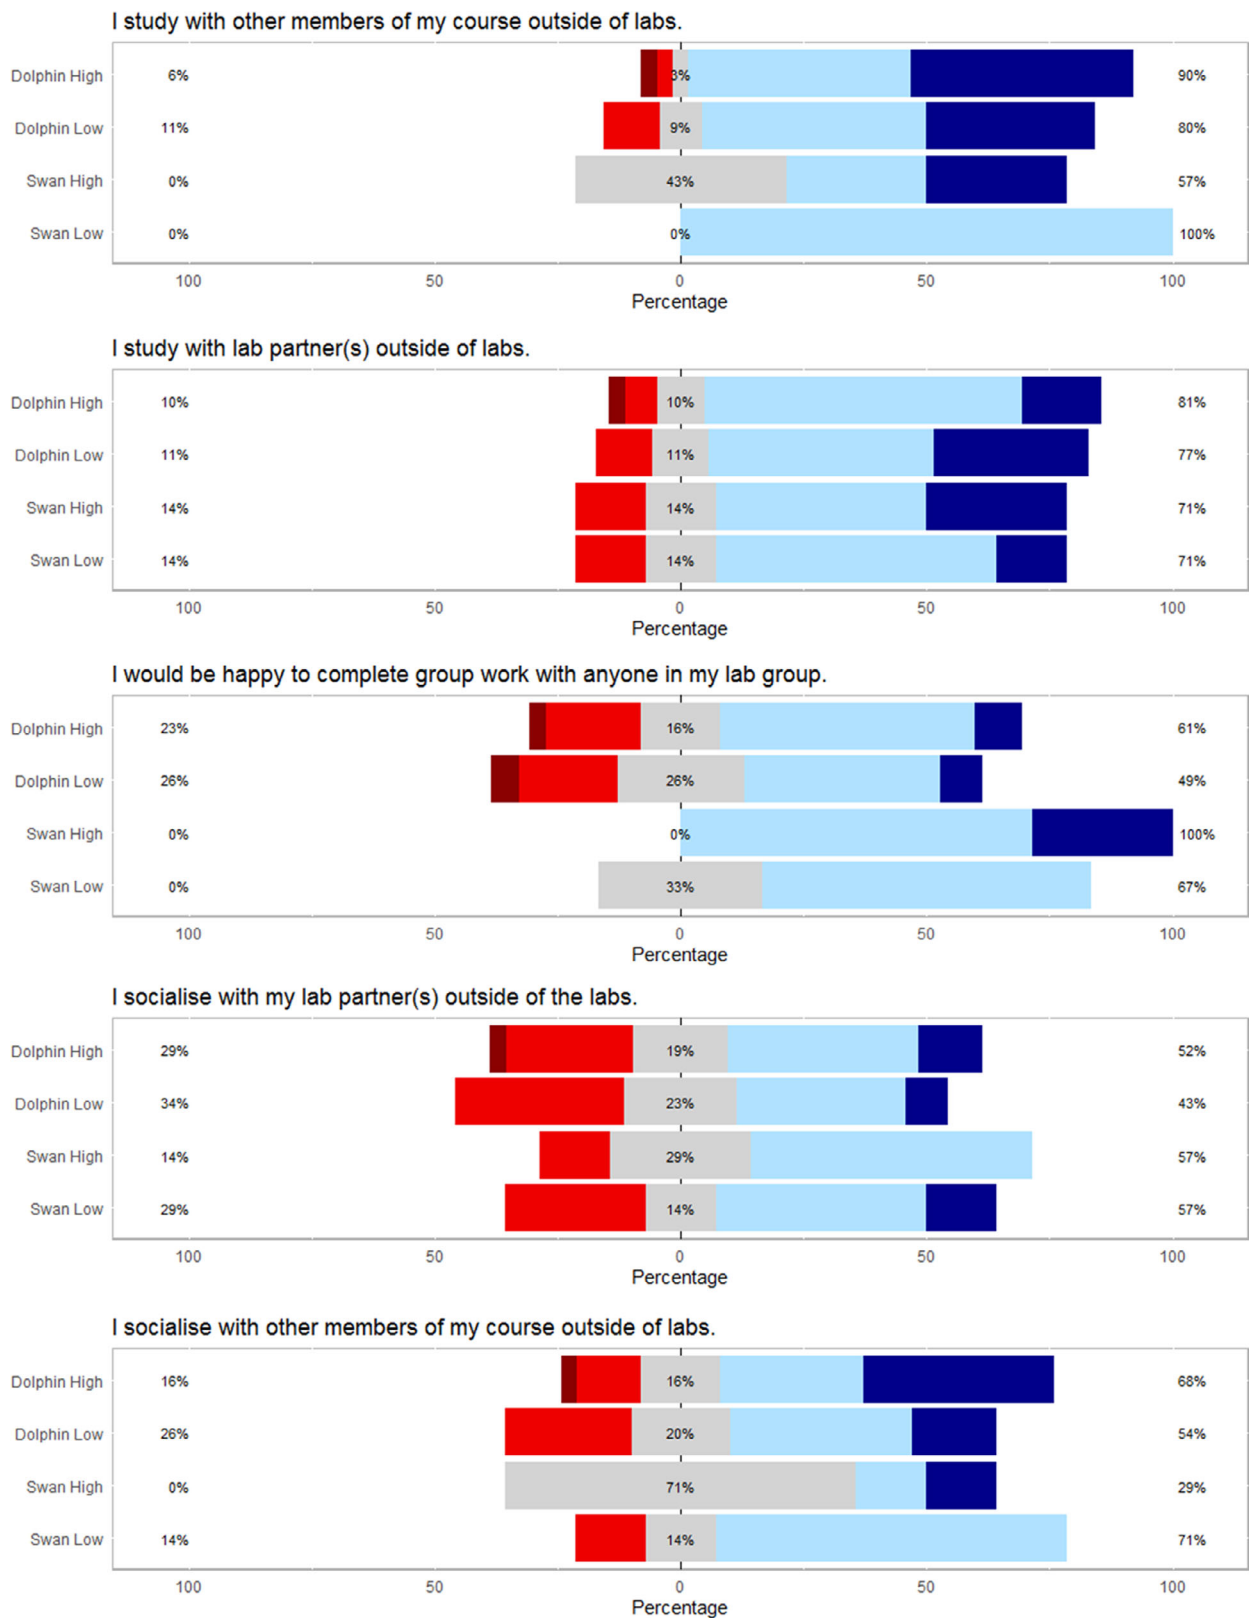 I study with other members of my course outside of labs.
Dolphin High 6% 3% 90%
Dolphin Low 11% 9% 80%
Swan High 0% 43% 57%
Swan Low 0% 0% 100%
100 50 0 50 100
Percentage
I study with lab partner(s) outside of labs.
Dolphin High 10% 10% 81%
Dolphin Low 11% 11% 77%
Swan High 14% 14% 71%
Swan Low 14% 14% 71%
100 50 0 50 100
Percentage
I would be happy to complete group work with anyone in my lab group.
Dolphin High 23% 16% 61%
Dolphin Low 26% 26% 49%
Swan High 0% 0% 100%
Swan Low 0% 33% 67%
100 50 0 50 100
Percentage
I socialise with my lab partner(s) outside of the labs.
Dolphin High 29% 19% 52%
Dolphin Low 34% 23% 43%
Swan High 14% 29% 57%
Swan Low 29% 14% 57%
100 50 0 50 100
Percentage
I socialise with other members of my course outside of labs.
Dolphin High 16% 16% 68%
Dolphin Low 26% 20% 54%
Swan High 0% 71% 29%
Swan Low 14% 14% 71%
100 50 0 50 100
Percentage